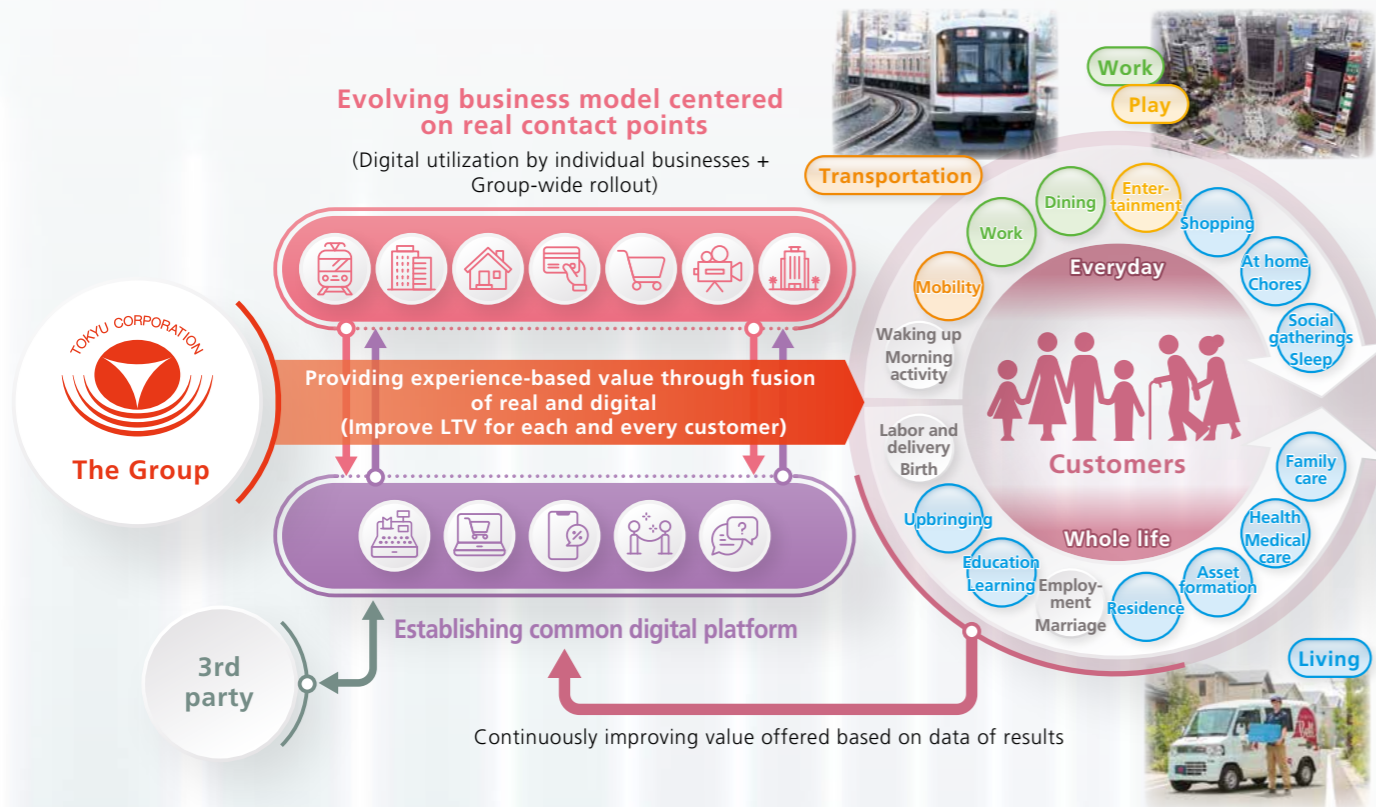 Evolving business model centered
on real contact points
(Digital utilization by individual businesses +
Group-wide rollout)
TOKYU CORPORATION
The Group
Providing experience-based value through fusion
of real and digital
(Improve LTV for each and every customer)
Establishing common digital platform
3rd
party
Continuously improving value offered based on data of results
Transportation
Work
Play
Living
Waking up
Morning
activity
Mobility
Work
Dining
Enter-
tainment
Shopping
At home
Chores
Social
gatherings
Sleep
Everyday
Customers
Whole life
Labor and
delivery
Birth
Upbringing
Education
Learning
Employ-
ment
Marriage
Residence
Asset
formation
Health
Medical
care
Family
care
%
?